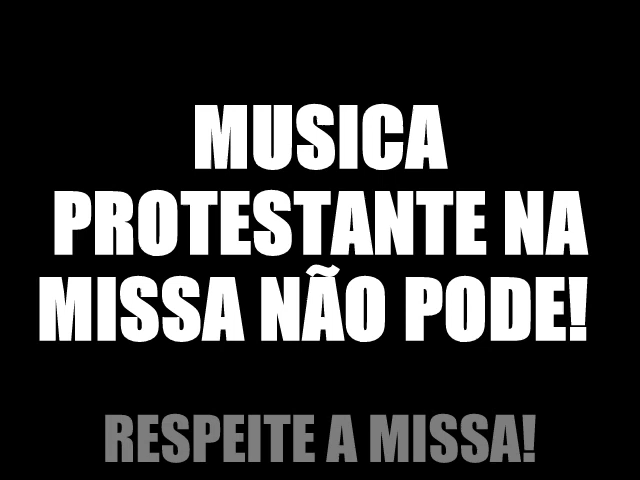 MUSICA
PROTESTANTE NA
MISSA NÃO PODE!
RESPEITE A MISSA!